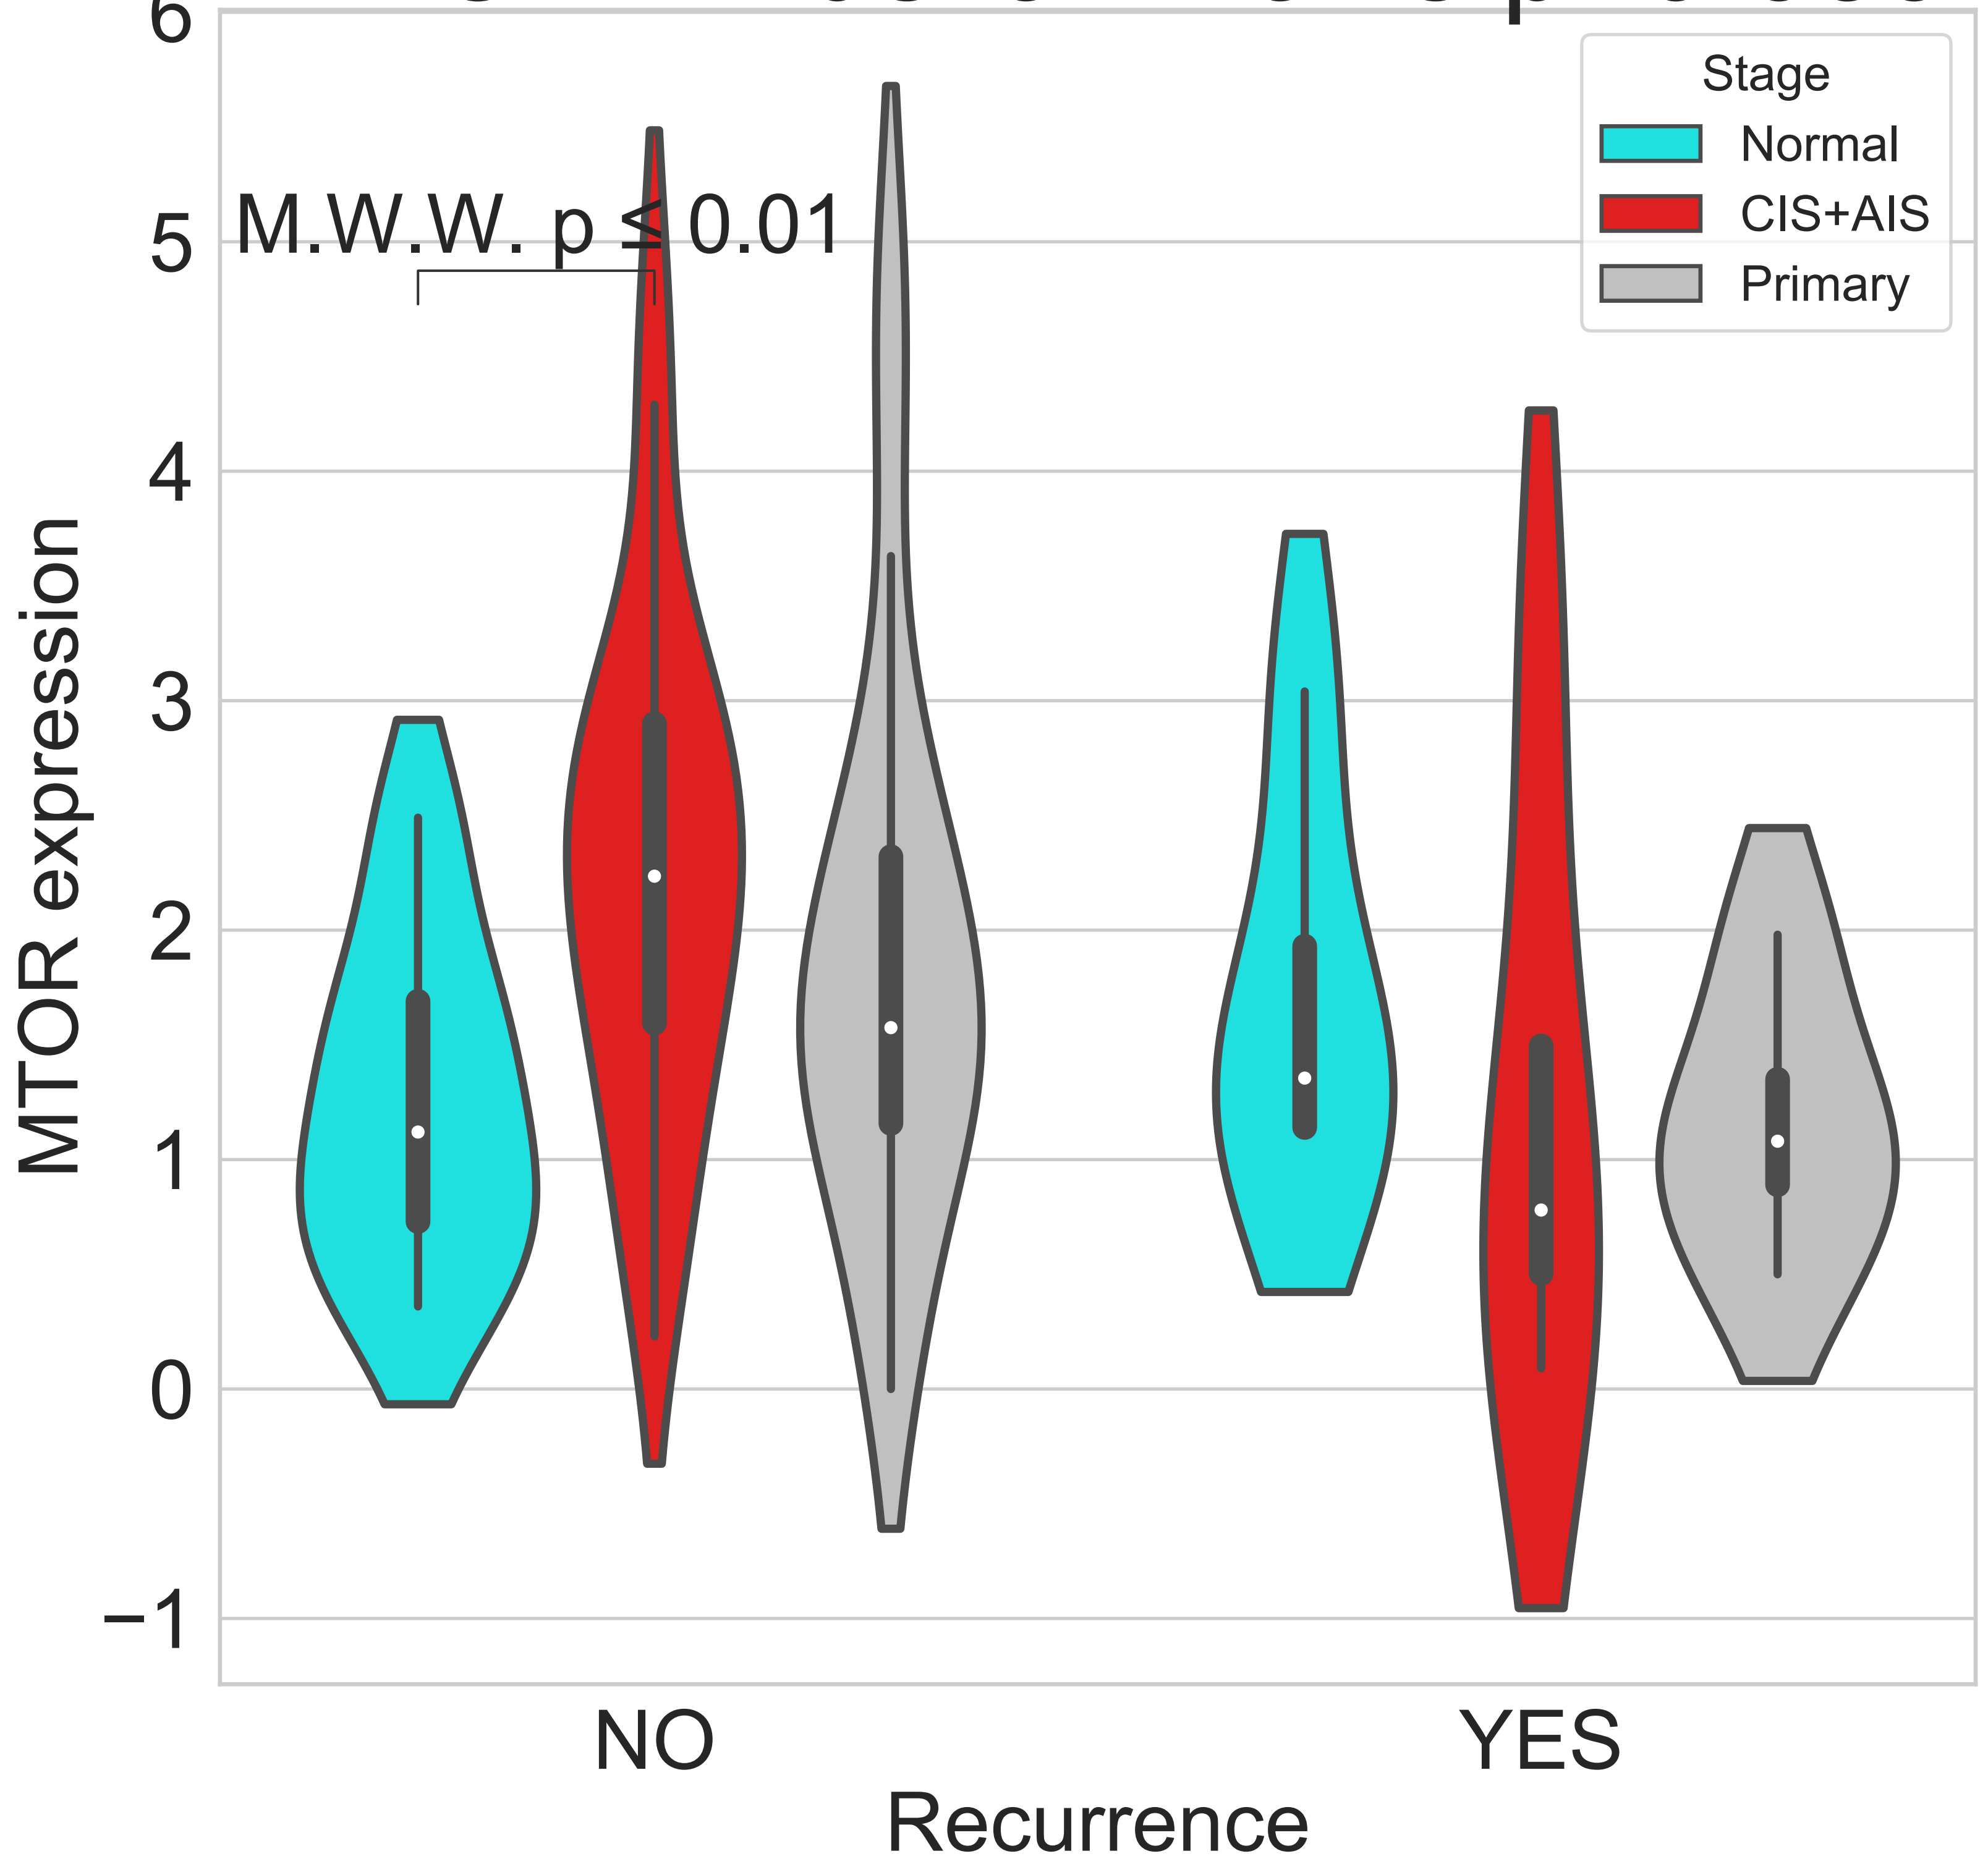 6
Stage
Normal
CIS+AIS
Primary
M.W.W. p ≤ 0.01
5
4
3
2
1
0
−1
MTOR expression
NO YES
Recurrence